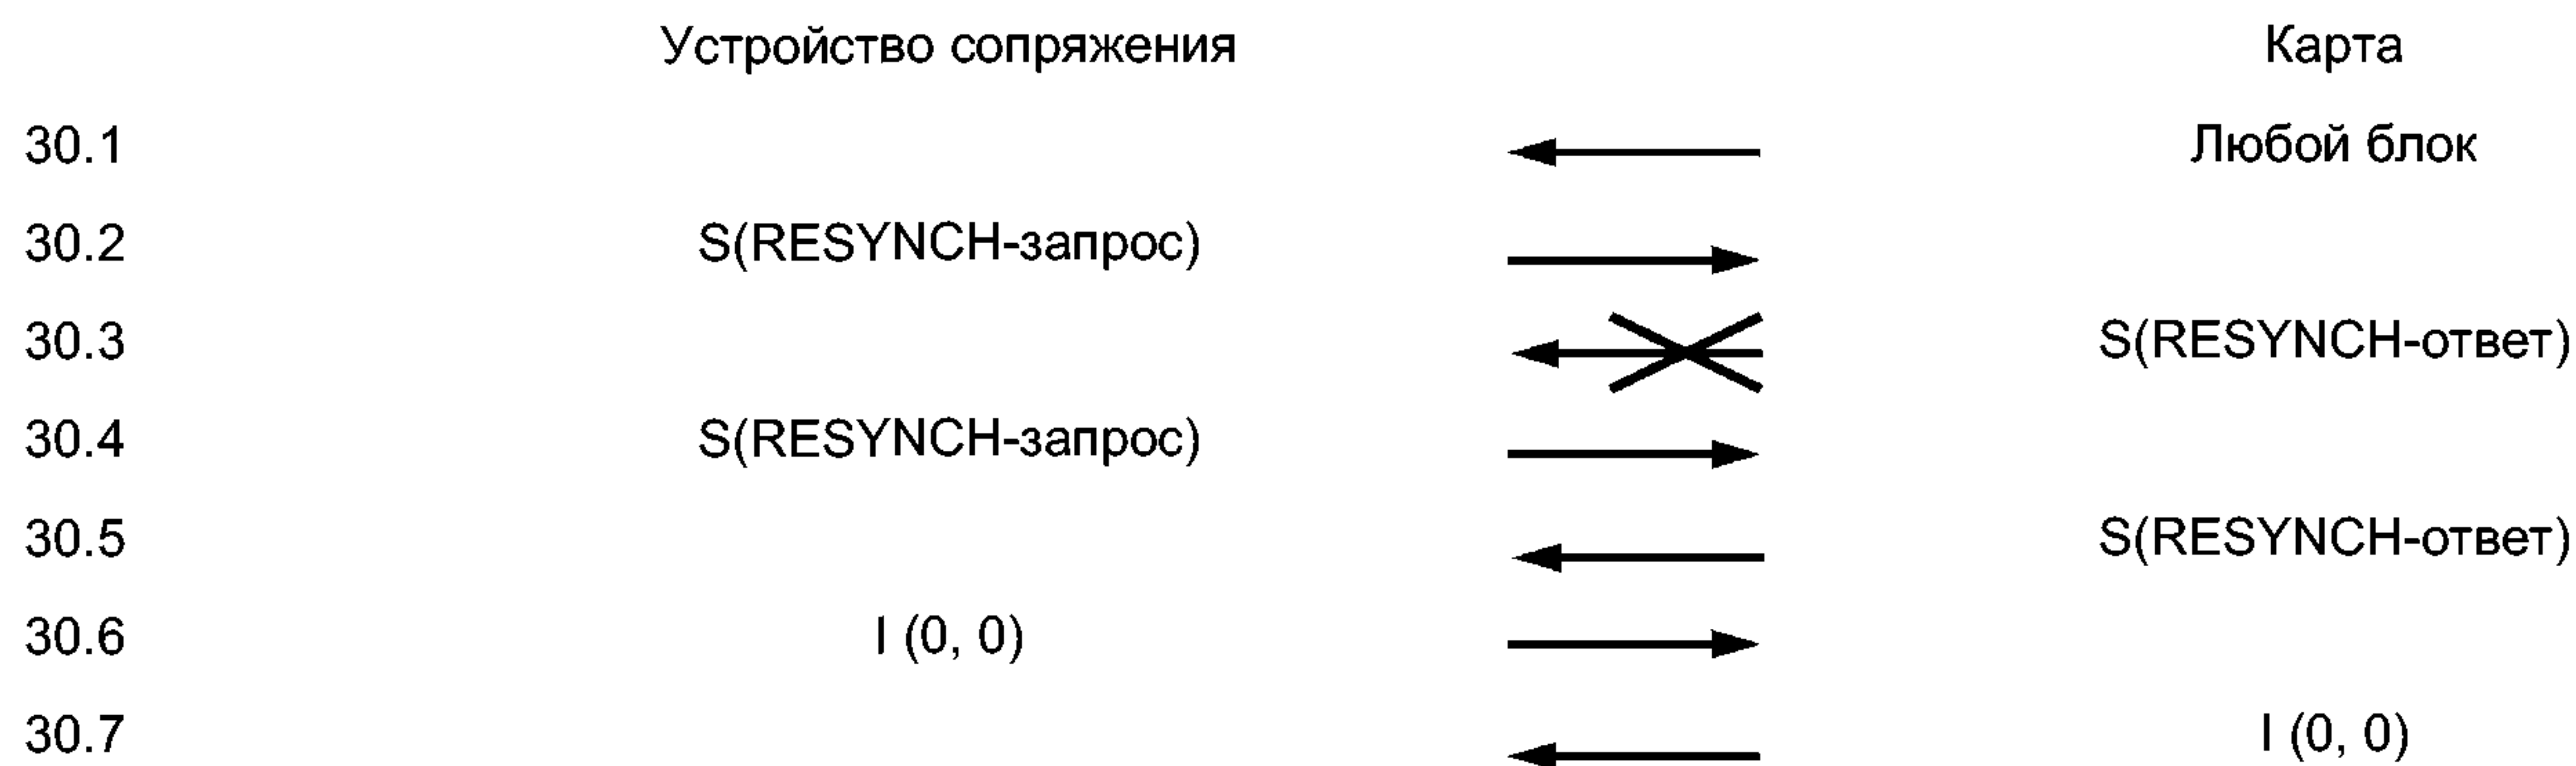 Устройство сопряжения Карта
30.1 Любой блок
30.2 S(RESYNCH-запрос)
30.3 S(RESYNCH-ответ)
30.4 S(RESYNCH-запрос)
30.5 S(RESYNCH-ответ)
30.6 I (0, 0)
30.7 I (0, 0)